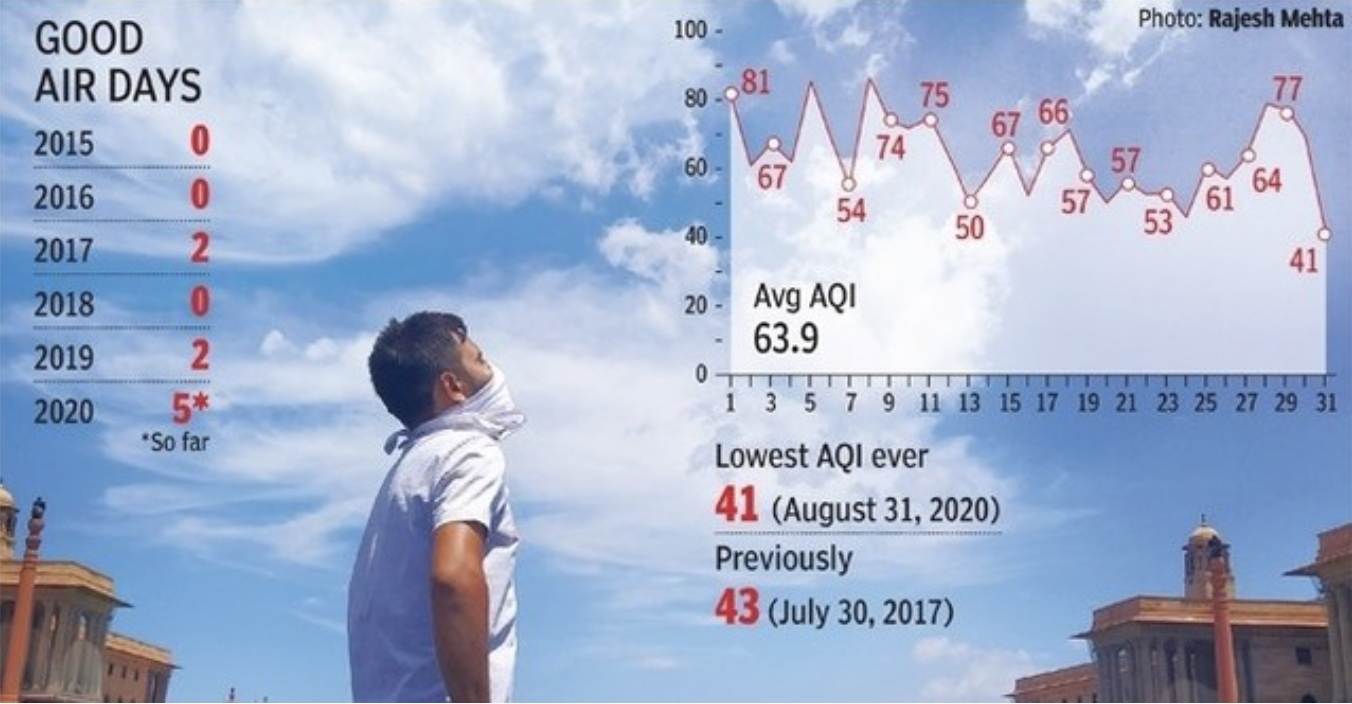 GOOD
AIR DAYS
2015 0
2016 0
2017 2
2018 0
2019 2
2020 5*
*So far
Photo: Rajesh Mehta
100
80
60
40
20
0
81
67
54
74
75
50
67
66
57
57
53
61
64
77
41
Avg AQI
63.9
1 3 5 7 9 11 13 15 17 19 21 23 25 27 29 31
Lowest AQI ever
41 (August 31, 2020)
Previously
43 (July 30, 2017)